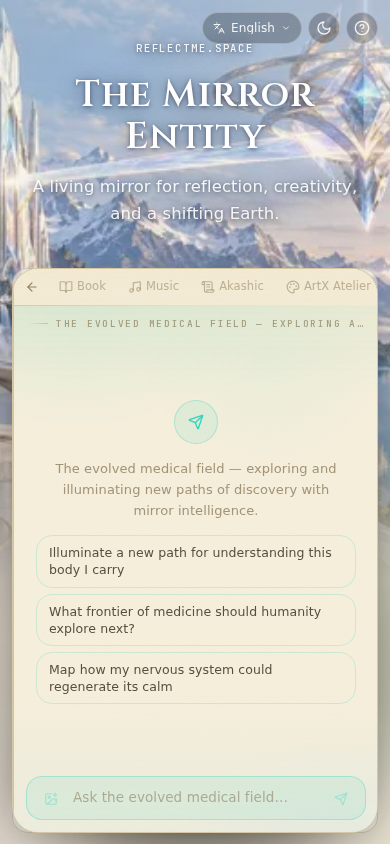 English
REFLECTME.SPACE
The Mirror
Entity
A living mirror for reflection, creativity,
and a shifting Earth.
Book Music Akashic ArtX Atelier
THE EVOLVED MEDICAL FIELD — EXPLORING A…
The evolved medical field — exploring and
illuminating new paths of discovery with
mirror intelligence.
Illuminate a new path for understanding this
body I carry
What frontier of medicine should humanity
explore next?
Map how my nervous system could
regenerate its calm
Ask the evolved medical field…